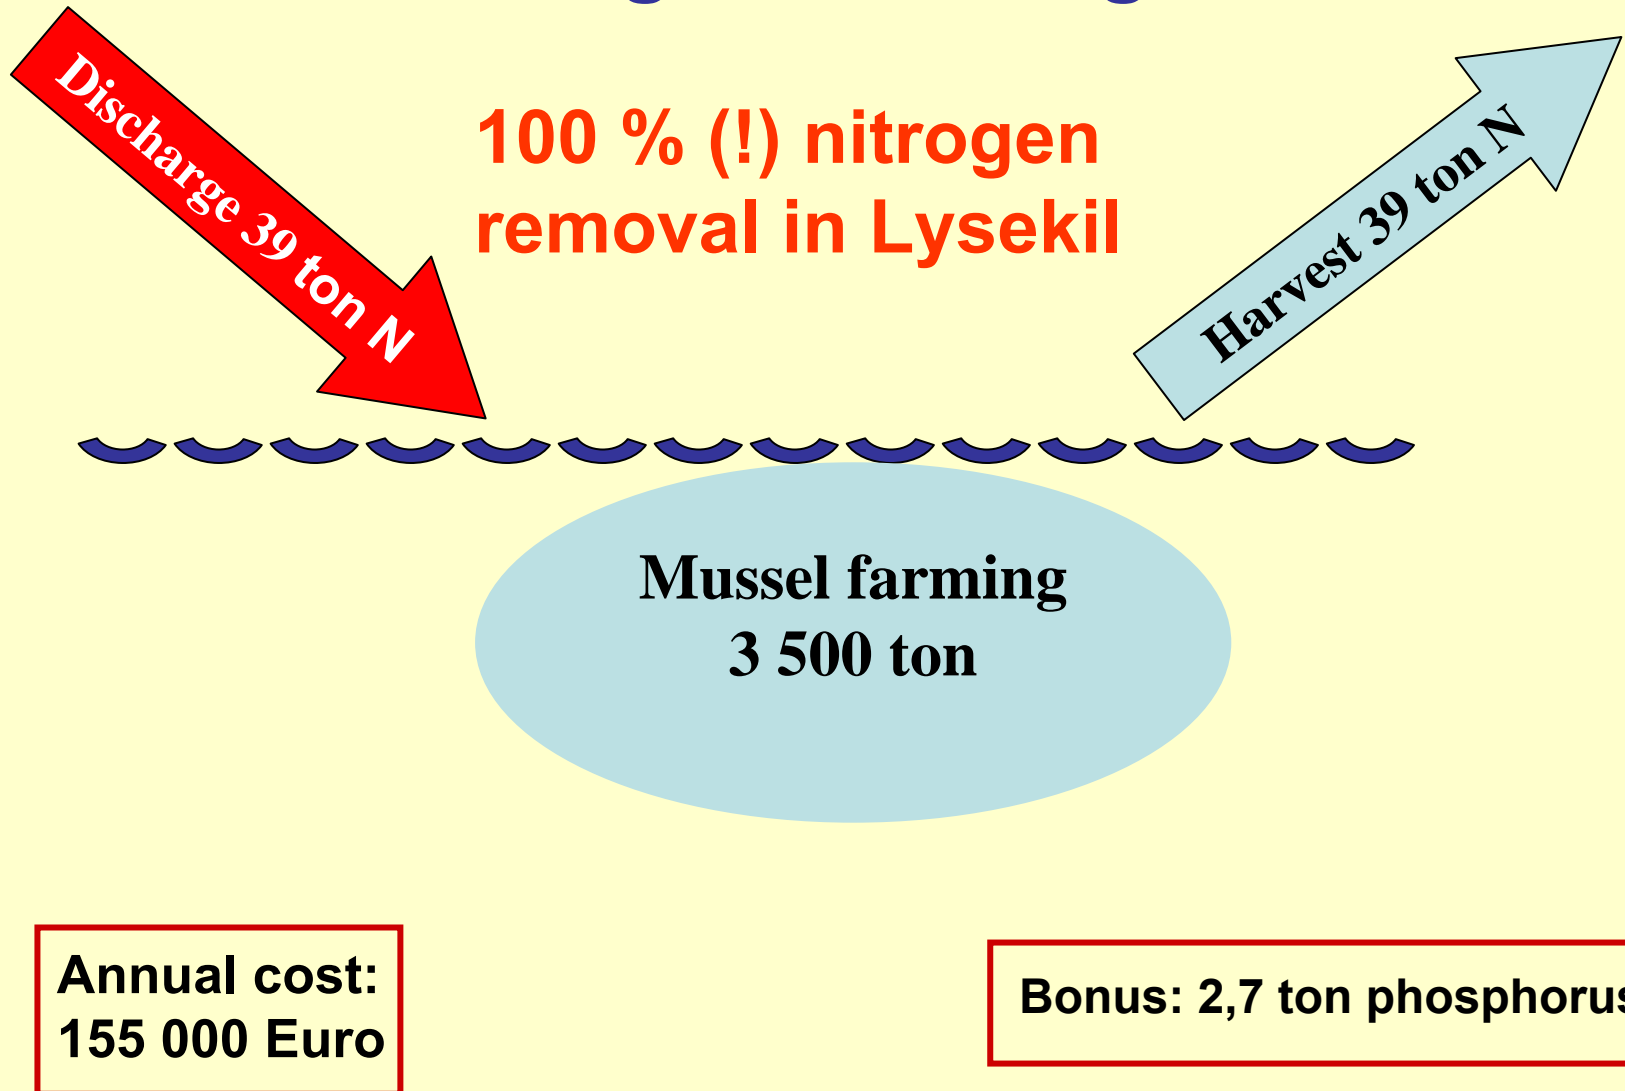 Discharge 39 ton N
100 % (!) nitrogen
removal in Lysekil
Harvest 39 ton N
Mussel farming
3 500 ton
Annual cost:
155 000 Euro
Bonus: 2,7 ton phosphorus